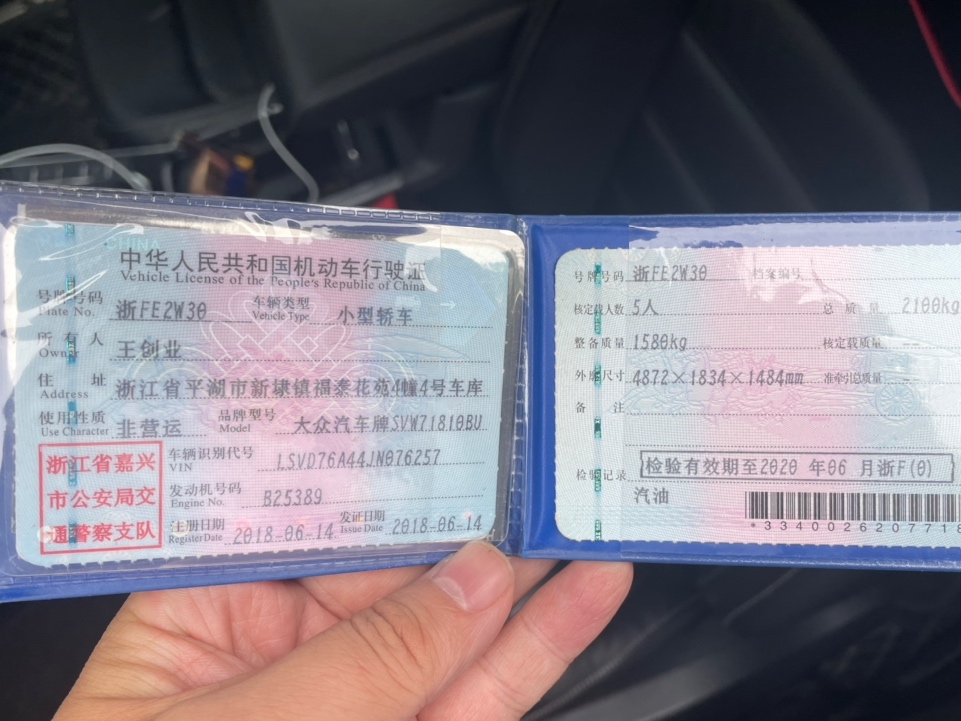 中华人民共和国机动车行驶证
Vehicle License of the People's Republic of China
号牌号码 浙FE2W30 车辆类型 小型轿车
Plate No. Vehicle Type
所有人 王创业
Owner
住址 浙江省平湖市新埭镇福泰花苑4幢4号车库
Address
使用性质 非营运 品牌型号 大众汽车牌SVW71810BU
Use Character Model
浙江省嘉兴
市公安局交
通警察支队
车辆识别代号 LSVD76A44JN076257
VIN
发动机号码 B25389
Engine No.
注册日期 2018-06-14 发证日期 2018-06-14
Register Date Issue Date
号牌号码 浙FE2W30 档案编号
核定载人数 5人 总质量 2100kg
整备质量 1580kg 核定载质量 --
外廓尺寸 4872×1834×1484mm 准牵引总质量 --
备注
检验记录 检验有效期至2020年06月浙F(0)
汽油
*3340026207718